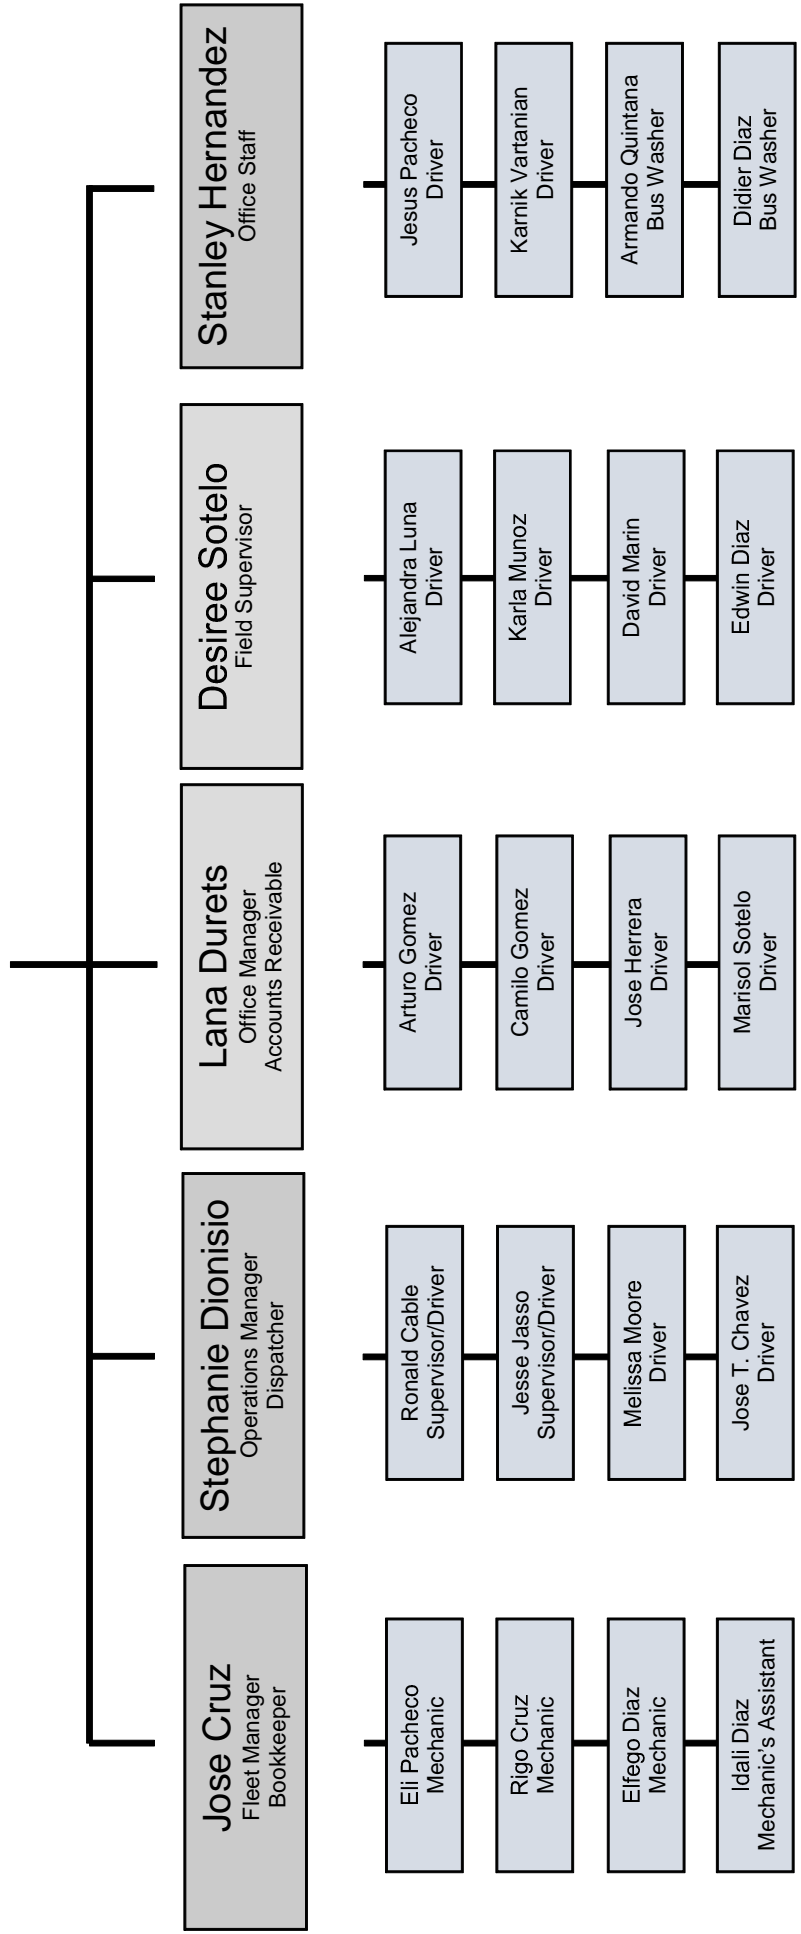 Jose Cruz
Fleet Manager
Bookkeeper
Stephanie Dionisio
Operations Manager
Dispatcher
Lana Durets
Office Manager
Accounts Receivable
Desiree Sotelo
Field Supervisor
Stanley Hernandez
Office Staff
Eli Pacheco
Mechanic
Rigo Cruz
Mechanic
Elfego Diaz
Mechanic
Idali Diaz
Mechanic’s Assistant
Ronald Cable
Supervisor/Driver
Jesse Jasso
Supervisor/Driver
Melissa Moore
Driver
Jose T. Chavez
Driver
Arturo Gomez
Driver
Camilo Gomez
Driver
Jose Herrera
Driver
Marisol Sotelo
Driver
Alejandra Luna
Driver
Karla Munoz
Driver
David Marin
Driver
Edwin Diaz
Driver
Jesus Pacheco
Driver
Karnik Vartanian
Driver
Armando Quintana
Bus Washer
Didier Diaz
Bus Washer